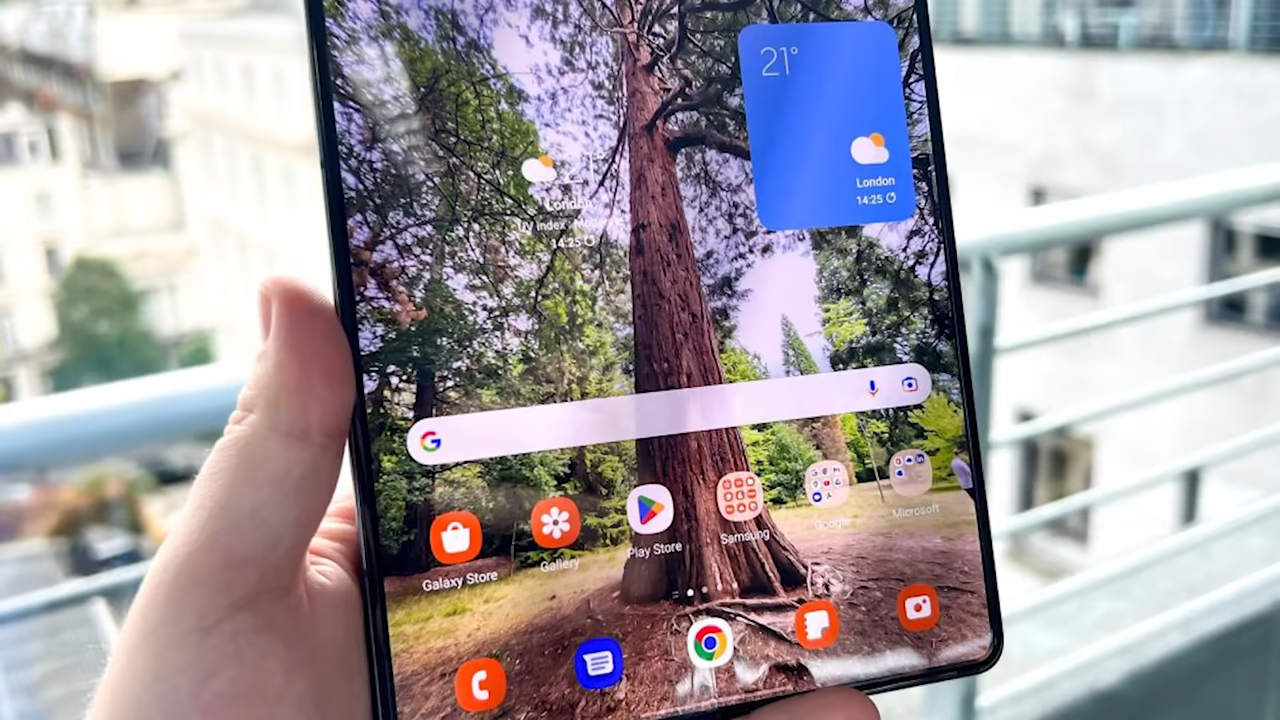 21°
London
14:25
London
UV index
14:25
Galaxy Store
Gallery
Play Store
Samsung
Google
Microsoft